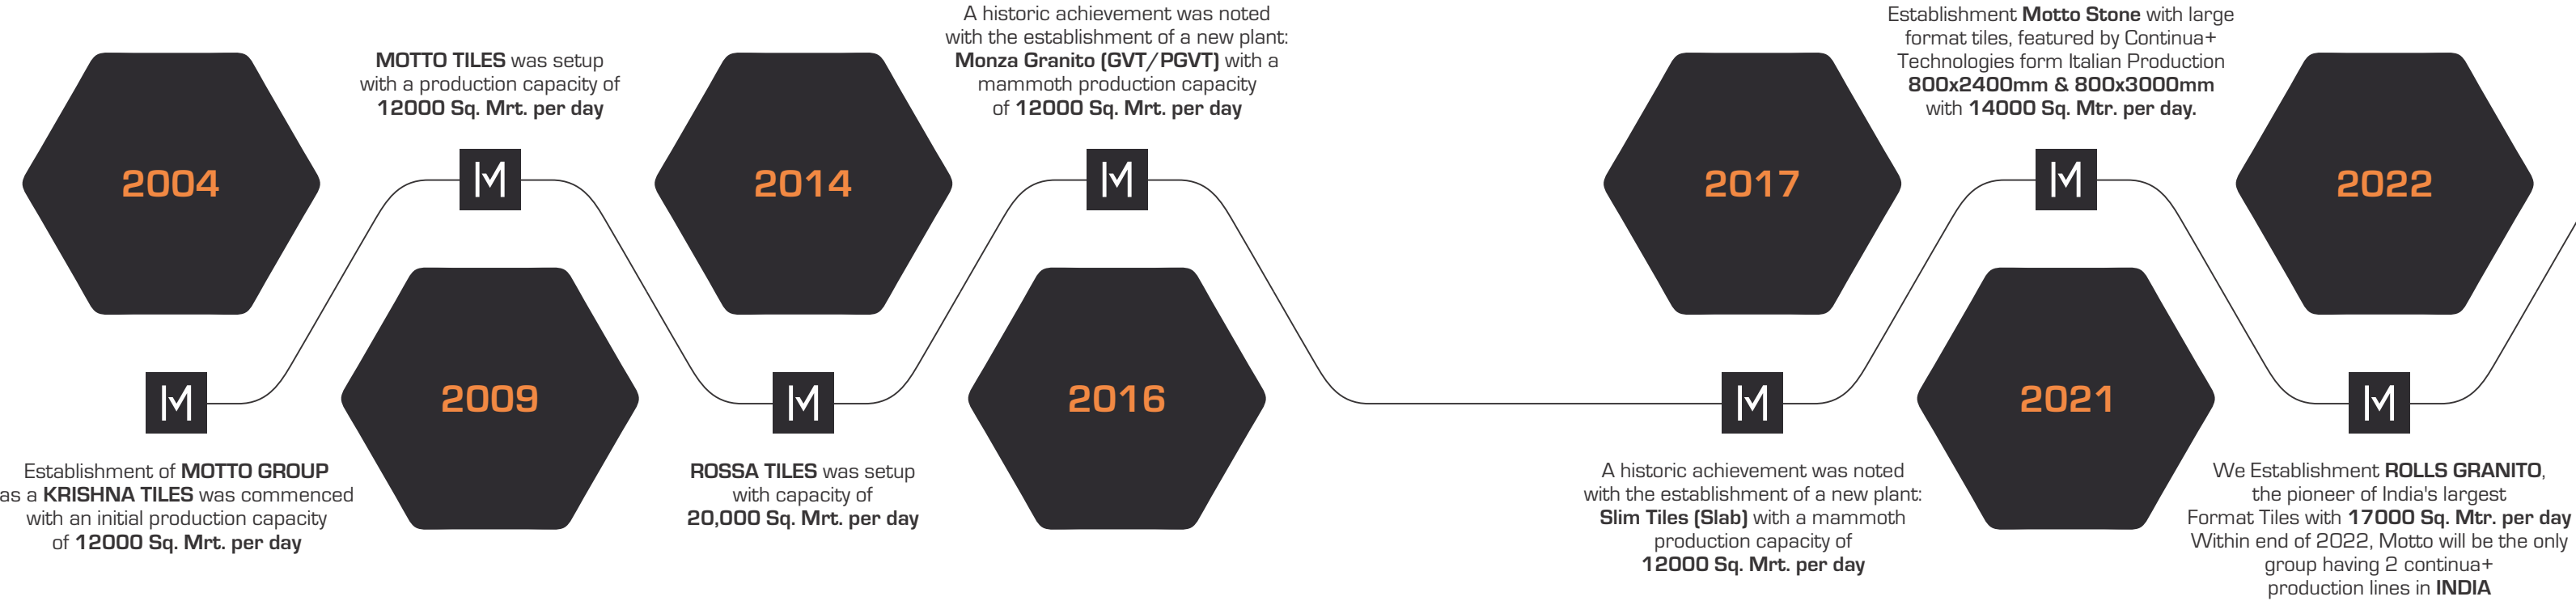 2004
Establishment of MOTTO GROUP
as a KRISHNA TILES was commenced
with an initial production capacity
of 12000 Sq. Mrt. per day
MOTTO TILES was setup
with a production capacity of
12000 Sq. Mrt. per day
2009
2014
ROSSA TILES was setup
with capacity of
20,000 Sq. Mrt. per day
A historic achievement was noted
with the establishment of a new plant:
Monza Granito (GVT/PGVT) with a
mammoth production capacity
of 12000 Sq. Mrt. per day
2016
2017
A historic achievement was noted
with the establishment of a new plant:
Slim Tiles (Slab) with a mammoth
production capacity of
12000 Sq. Mrt. per day
Establishment Motto Stone with large
format tiles, featured by Continua+
Technologies form Italian Production
800x2400mm & 800x3000mm
with 14000 Sq. Mtr. per day.
2021
2022
We Establishment ROLLS GRANITO,
the pioneer of India's largest
Format Tiles with 17000 Sq. Mtr. per day
Within end of 2022, Motto will be the only
group having 2 continua+
production lines in INDIA